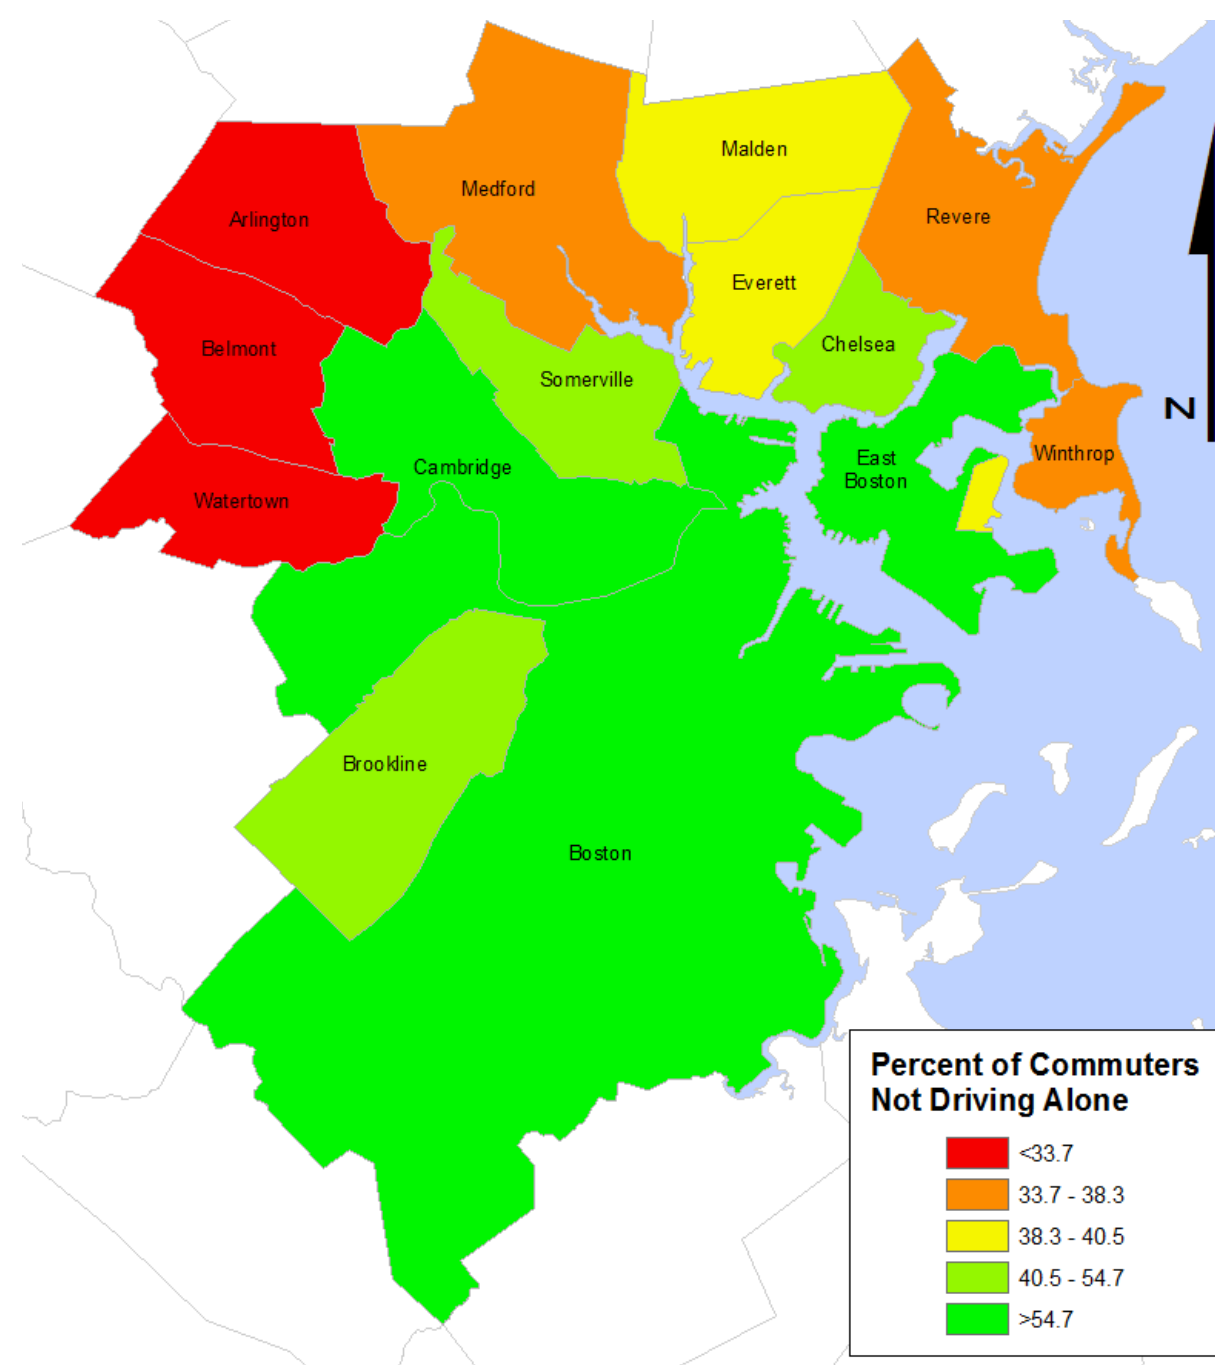 Malden
Medford
Arlington
Revere
Everett
Chelsea
Belmont
Somerville
N
Winthrop
East
Boston
Cambridge
Watertown
Brookline
Boston
Percent of Commuters
Not Driving Alone
<33.7
33.7 - 38.3
38.3 - 40.5
40.5 - 54.7
>54.7